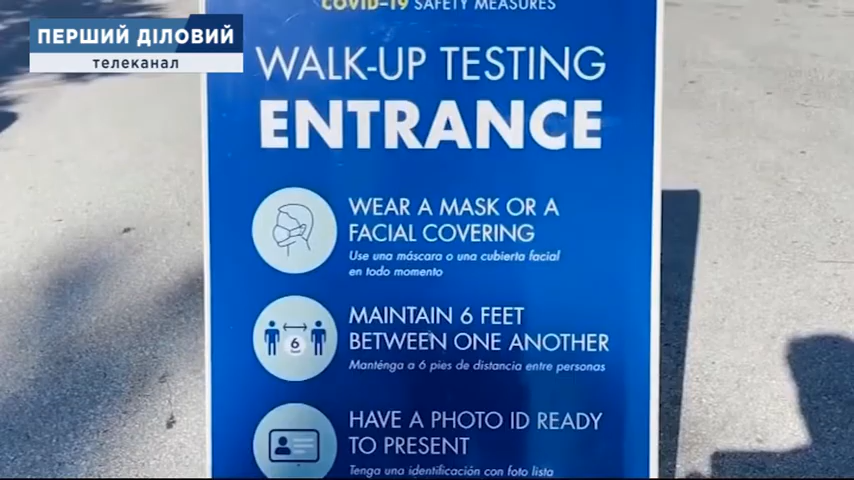 ПЕРШИЙ ДІЛОВИЙ
телеканал
COVID-19 SAFETY MEASURES
WALK-UP TESTING
ENTRANCE
WEAR A MASK OR A
FACIAL COVERING
Use una máscara o una cubierta facial
en todo momento
6
MAINTAIN 6 FEET
BETWEEN ONE ANOTHER
Manténga a 6 pies de distancia entre personas
HAVE A PHOTO ID READY
TO PRESENT
Tenga una identificación con foto lista